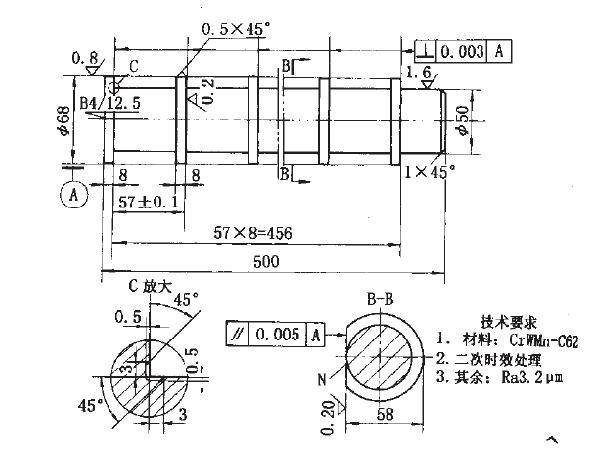 0.5×45°
B
⊥ 0.003 A
0.8
C
1.6
B4/12.5
0.2
φ68
φ50
B
A
8
8
1×45°
57±0.1
57×8=456
500
C 放大
45°
0.5
3
0.5
45°
3
B-B
// 0.005 A
N
0.20
58
技术要求
1. 材料: CrWMn-C62
2. 二次时效处理
3. 其余: Ra3.2μm